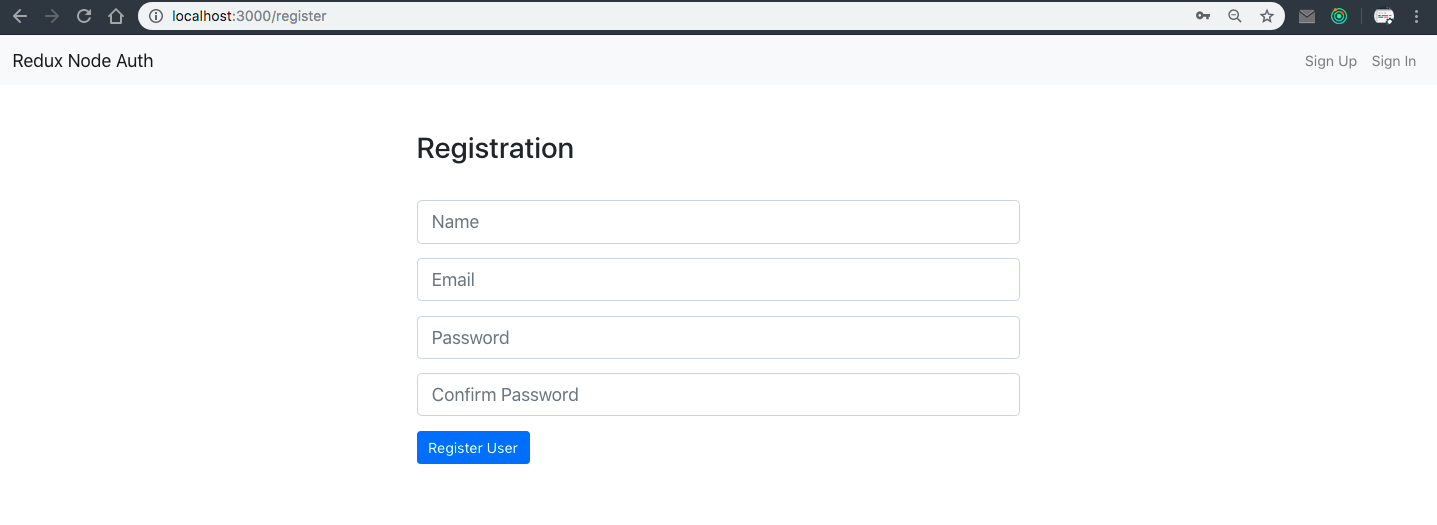 localhost:3000/register
Redux Node Auth
Sign Up Sign In
Registration
Name
Email
Password
Confirm Password
Register User